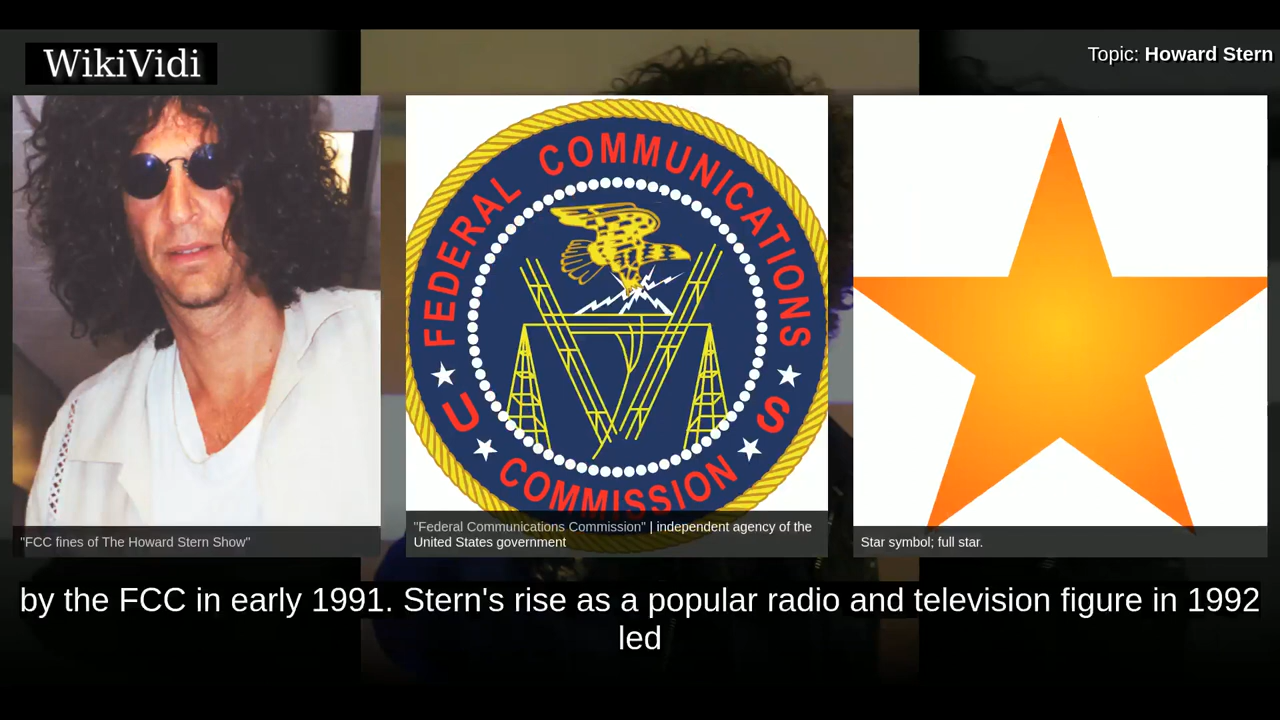 WikiVidi
Topic: Howard Stern
FEDERAL COMMUNICATIONS
U S
COMMISSION
"FCC fines of The Howard Stern Show"
"Federal Communications Commission" | independent agency of the
United States government
Star symbol; full star.
by the FCC in early 1991. Stern's rise as a popular radio and television figure in 1992
led